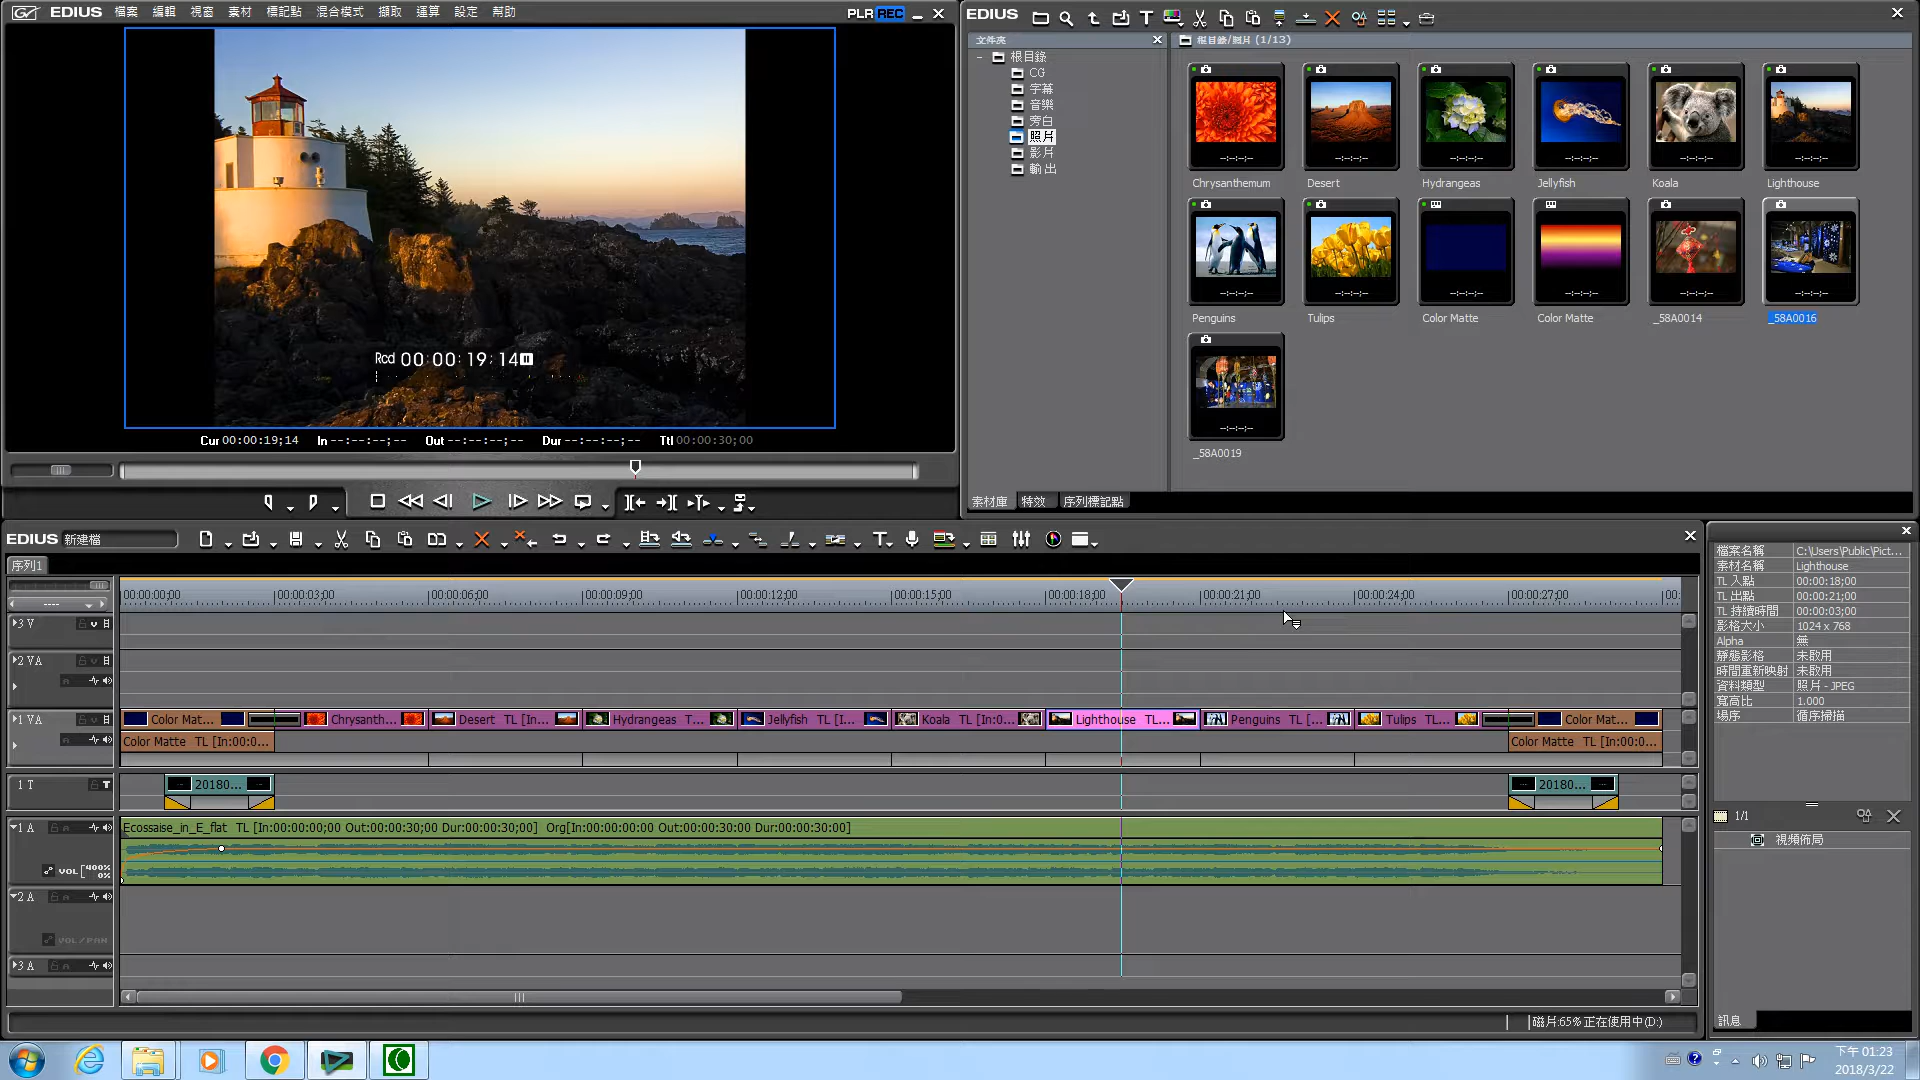 EDIUS 檔案 編輯 視窗 素材 標記點 混合模式 擷取 運算 設定 幫助
PLR REC
Rcd 00:00:19;14
Cur 00:00:19;14 In --:--:--;-- Out --:--:--;-- Dur --:--:--;-- Ttl 00:00:30;00
EDIUS
文件夾
根目錄/照片 (1/13)
根目錄
CG
字幕
音樂
旁白
照片
影片
輸出
--:--:--;-- --:--:--;-- --:--:--;-- --:--:--;-- --:--:--;-- --:--:--;--
Chrysanthemum Desert Hydrangeas Jellyfish Koala Lighthouse
--:--:--;-- --:--:--;-- --:--:--;-- --:--:--;-- --:--:--;-- --:--:--;--
Penguins Tulips Color Matte Color Matte _58A0014 _58A0016
--:--:--;--
_58A0019
素材庫 特效 序列標記點
EDIUS 新建檔
序列1
---- 00:00:00;00 00:00:03;00 00:00:06;00 00:00:09;00 00:00:12;00 00:00:15;00 00:00:18;00 00:00:21;00 00:00:24;00 00:00:27;00 00:
3 V
2 VA
1 VA Color Mat... Chrysanth... Desert TL [In... Hydrangeas T... Jellyfish TL [I... Koala TL [In:0... Lighthouse TL... Penguins TL [... Tulips TL... Color Mat...
Color Matte TL [In:00:0... Color Matte TL [In:00:0...
1 T 20180... 20180...
1 A Ecossaise_in_E_flat TL [In:00:00:00;00 Out:00:00:30;00 Dur:00:00:30;00] Org[In:00:00:00:00 Out:00:00:30:00 Dur:00:00:30:00]
VOL 400%
0%
2 A
VOL/PAN
3 A
磁片:65% 正在使用中(D:)
檔案名稱 C:\Users\Public\Pict...
素材名稱 Lighthouse
TL 入點 00:00:18;00
TL 出點 00:00:21;00
TL 持續時間 00:00:03;00
影格大小 1024 x 768
Alpha 無
靜態影格 未啟用
時間重新映射 未啟用
資料類型 照片 - JPEG
寬高比 1.000
場序 循序掃描
1/1
視頻佈局
訊息
下午 01:23
2018/3/22